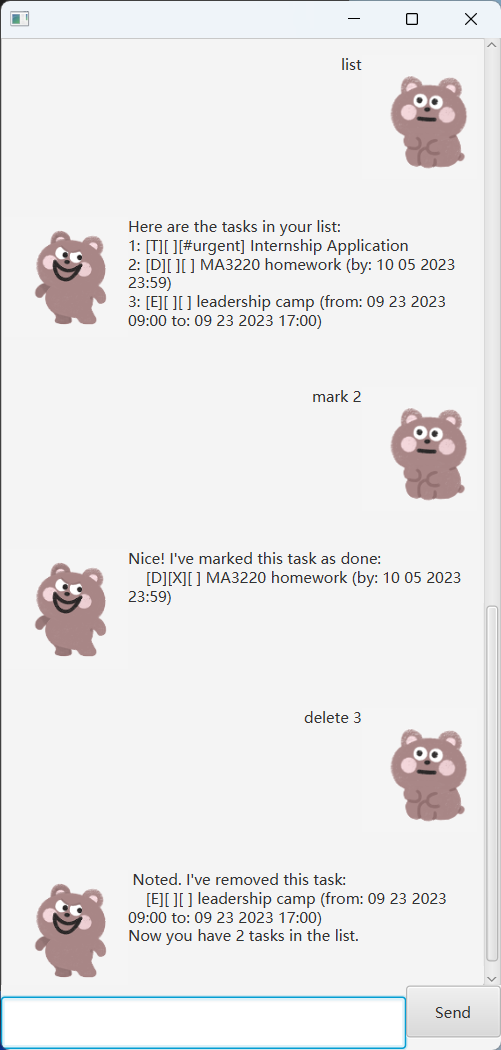 list
Here are the tasks in your list:
1: [T][ ][#urgent] Internship Application
2: [D][ ][ ] MA3220 homework (by: 10 05 2023
23:59)
3: [E][ ][ ] leadership camp (from: 09 23 2023
09:00 to: 09 23 2023 17:00)
mark 2
Nice! I've marked this task as done:
[D][X][ ] MA3220 homework (by: 10 05 2023
23:59)
delete 3
Noted. I've removed this task:
[E][ ][ ] leadership camp (from: 09 23 2023
09:00 to: 09 23 2023 17:00)
Now you have 2 tasks in the list.
Send